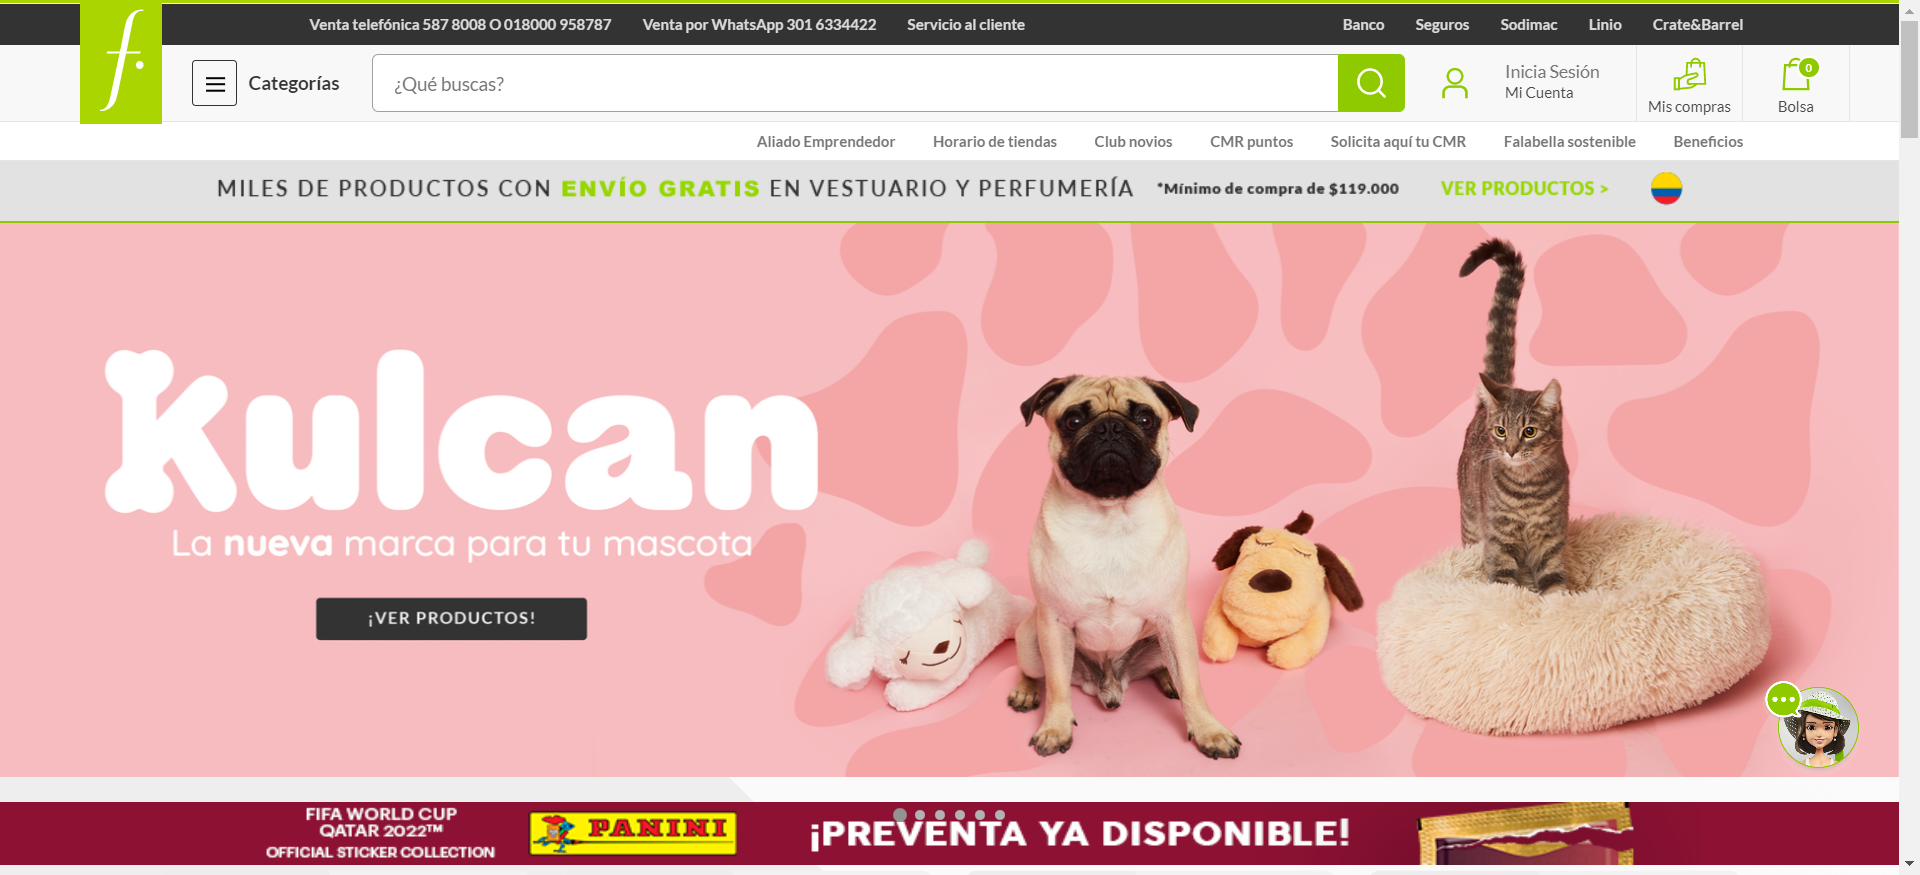 Venta telefónica 587 8008 O 018000 958787 Venta por WhatsApp 301 6334422 Servicio al cliente Banco Seguros Sodimac Linio Crate&Barrel
f.
Categorías
¿Qué buscas?
Inicia Sesión
Mi Cuenta
Mis compras
0
Bolsa
Aliado Emprendedor Horario de tiendas Club novios CMR puntos Solicita aquí tu CMR Falabella sostenible Beneficios
MILES DE PRODUCTOS CON ENVÍO GRATIS EN VESTUARIO Y PERFUMERÍA *Mínimo de compra de $119.000 VER PRODUCTOS >
Kulcan
La nueva marca para tu mascota
¡VER PRODUCTOS!
FIFA WORLD CUP
QATAR 2022™
OFFICIAL STICKER COLLECTION
PANINI
¡PREVENTA YA DISPONIBLE!